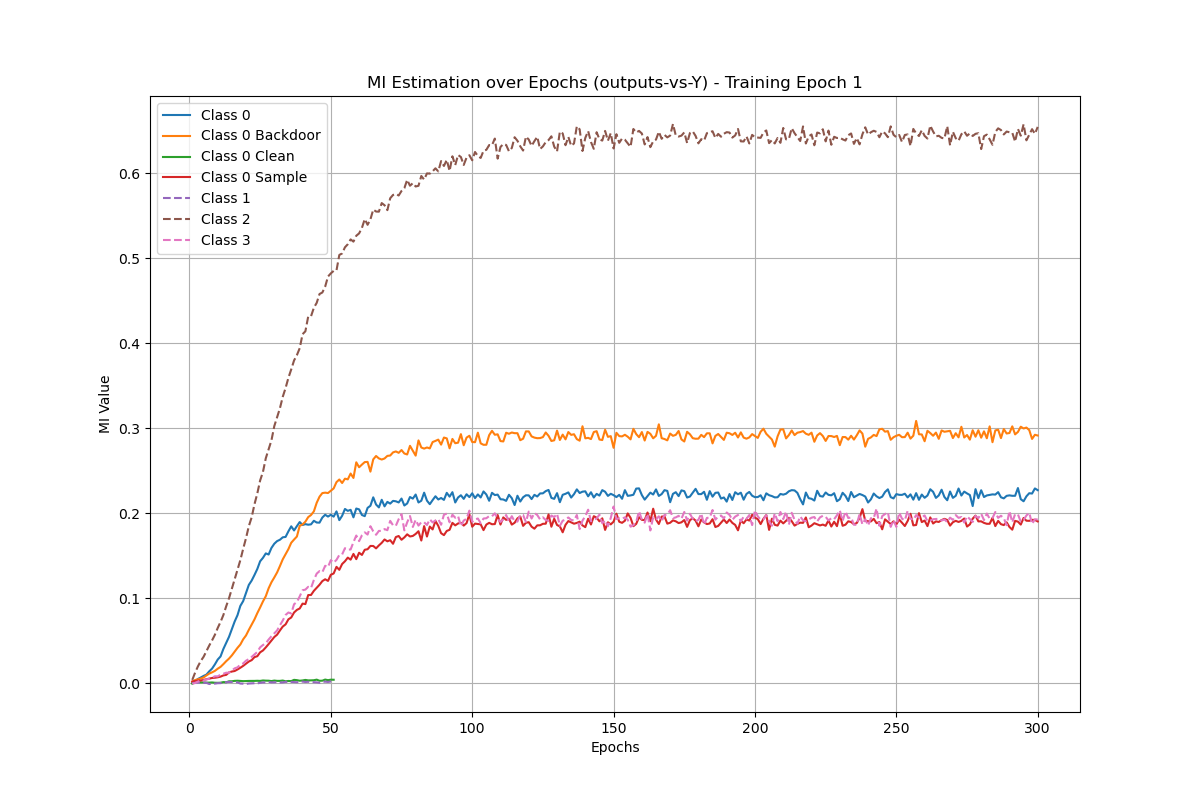 MI Estimation over Epochs (outputs-vs-Y) - Training Epoch 1
Class 0
Class 0 Backdoor
Class 0 Clean
Class 0 Sample
Class 1
Class 2
Class 3
MI Value
0.6
0.5
0.4
0.3
0.2
0.1
0.0
0 50 100 150 200 250 300
Epochs